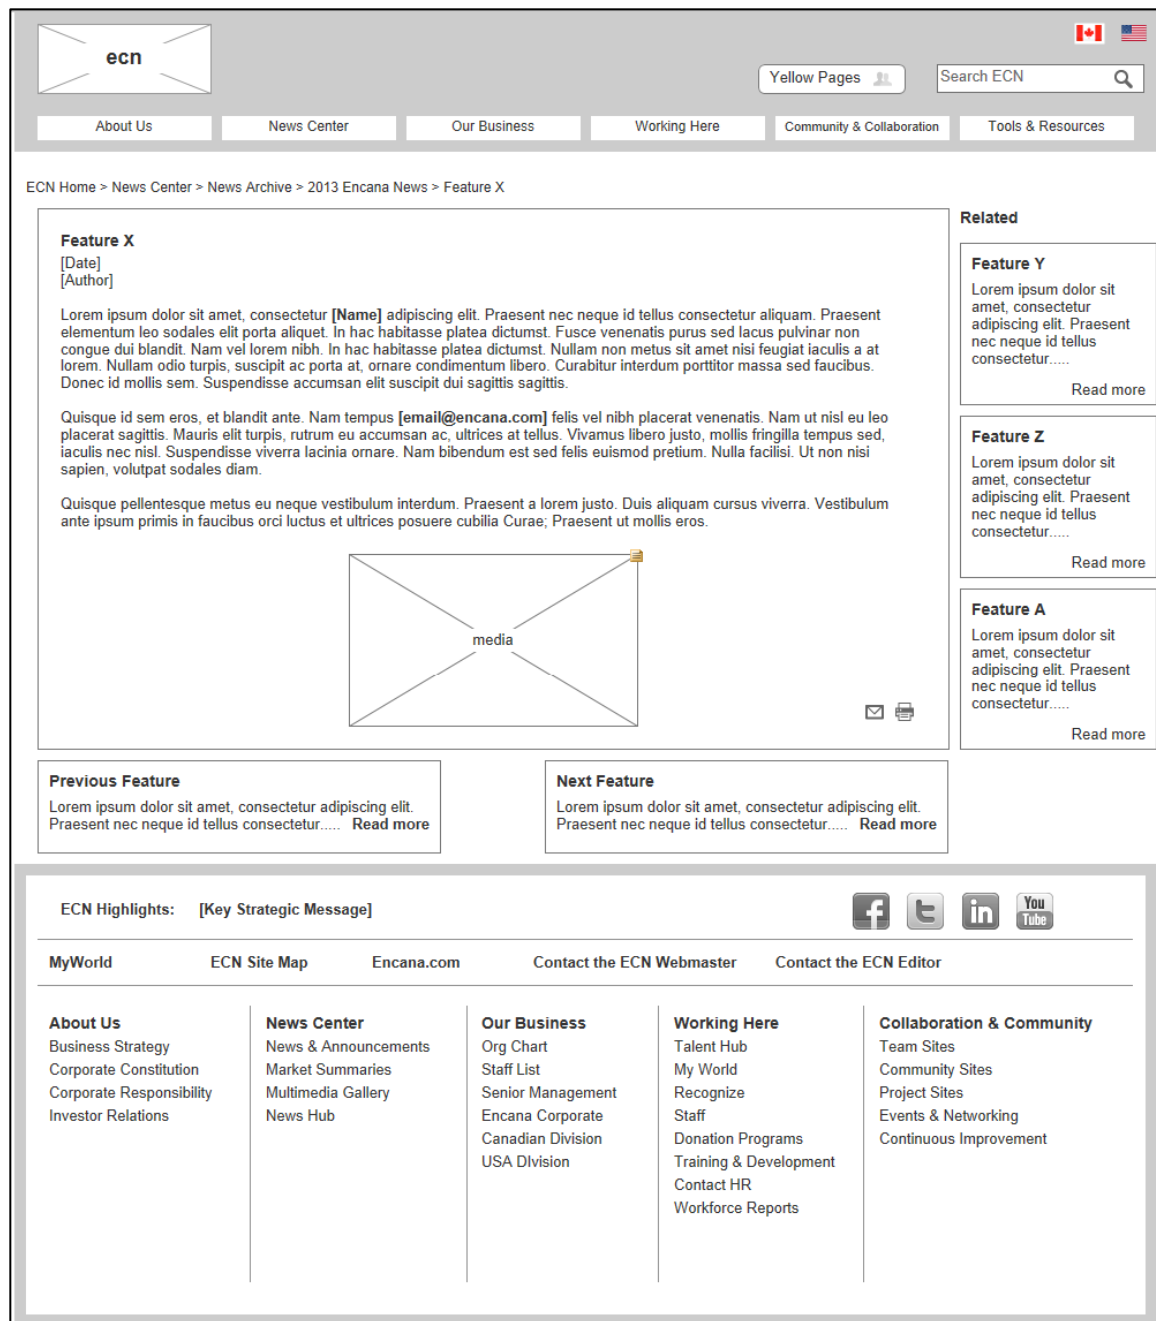 ecn
Yellow Pages
Search ECN
About Us
News Center
Our Business
Working Here
Community & Collaboration
Tools & Resources
ECN Home > News Center > News Archive > 2013 Encana News > Feature X
Feature X
[Date]
[Author]
Lorem ipsum dolor sit amet, consectetur [Name] adipiscing elit. Praesent nec neque id tellus consectetur aliquam. Praesent
elementum leo sodales elit porta aliquet. In hac habitasse platea dictumst. Fusce venenatis purus sed lacus pulvinar non
congue dui blandit. Nam vel lorem nibh. In hac habitasse platea dictumst. Nullam non metus sit amet nisi feugiat iaculis a at
lorem. Nullam odio turpis, suscipit ac porta at, ornare condimentum libero. Curabitur interdum porttitor massa sed faucibus.
Donec id mollis sem. Suspendisse accumsan elit suscipit dui sagittis sagittis.
Quisque id sem eros, et blandit ante. Nam tempus [email@encana.com] felis vel nibh placerat venenatis. Nam ut nisl eu leo
placerat sagittis. Mauris elit turpis, rutrum eu accumsan ac, ultrices at tellus. Vivamus libero justo, mollis fringilla tempus sed,
iaculis nec nisl. Suspendisse viverra lacinia ornare. Nam bibendum est sed felis euismod pretium. Nulla facilisi. Ut non nisi
sapien, volutpat sodales diam.
Quisque pellentesque metus eu neque vestibulum interdum. Praesent a lorem justo. Duis aliquam cursus viverra. Vestibulum
ante ipsum primis in faucibus orci luctus et ultrices posuere cubilia Curae; Praesent ut mollis eros.
media
Related
Feature Y
Lorem ipsum dolor sit
amet, consectetur
adipiscing elit. Praesent
nec neque id tellus
consectetur.....
Read more
Feature Z
Lorem ipsum dolor sit
amet, consectetur
adipiscing elit. Praesent
nec neque id tellus
consectetur.....
Read more
Feature A
Lorem ipsum dolor sit
amet, consectetur
adipiscing elit. Praesent
nec neque id tellus
consectetur.....
Read more
Previous Feature
Lorem ipsum dolor sit amet, consectetur adipiscing elit.
Praesent nec neque id tellus consectetur..... Read more
Next Feature
Lorem ipsum dolor sit amet, consectetur adipiscing elit.
Praesent nec neque id tellus consectetur..... Read more
ECN Highlights: [Key Strategic Message]
f
t
in
You
Tube
MyWorld
ECN Site Map
Encana.com
Contact the ECN Webmaster
Contact the ECN Editor
About Us
Business Strategy
Corporate Constitution
Corporate Responsibility
Investor Relations
News Center
News & Announcements
Market Summaries
Multimedia Gallery
News Hub
Our Business
Org Chart
Staff List
Senior Management
Encana Corporate
Canadian Division
USA DIvision
Working Here
Talent Hub
My World
Recognize
Staff
Donation Programs
Training & Development
Contact HR
Workforce Reports
Collaboration & Community
Team Sites
Community Sites
Project Sites
Events & Networking
Continuous Improvement